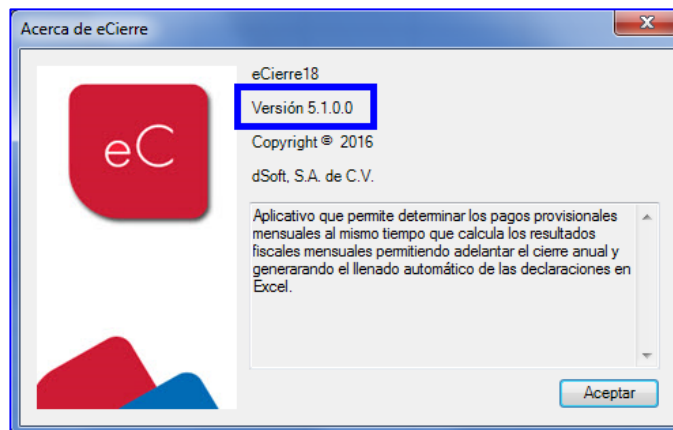 Acerca de eCierre
X
eC
eCierre18
Versión 5.1.0.0
Copyright © 2016
dSoft, S.A. de C.V.
Aplicativo que permite determinar los pagos provisionales
mensuales al mismo tiempo que calcula los resultados
fiscales mensuales permitiendo adelantar el cierre anual y
generarando el llenado automático de las declaraciones en
Excel.
Aceptar